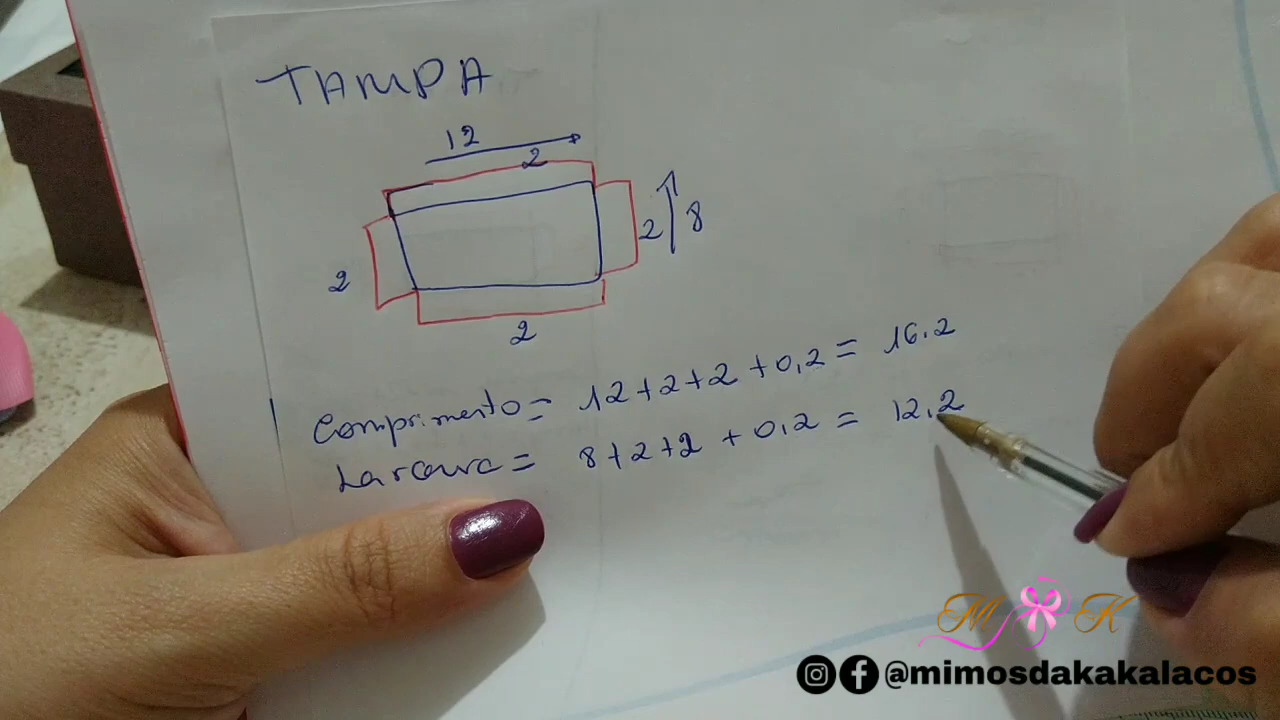 TAMPA
12
2
2 8
2
2
Comprimento = 12+2+2 +0,2 = 16.2
Largura = 8+2+2 + 0,2 = 12.2
M K
@mimosdakakalacos